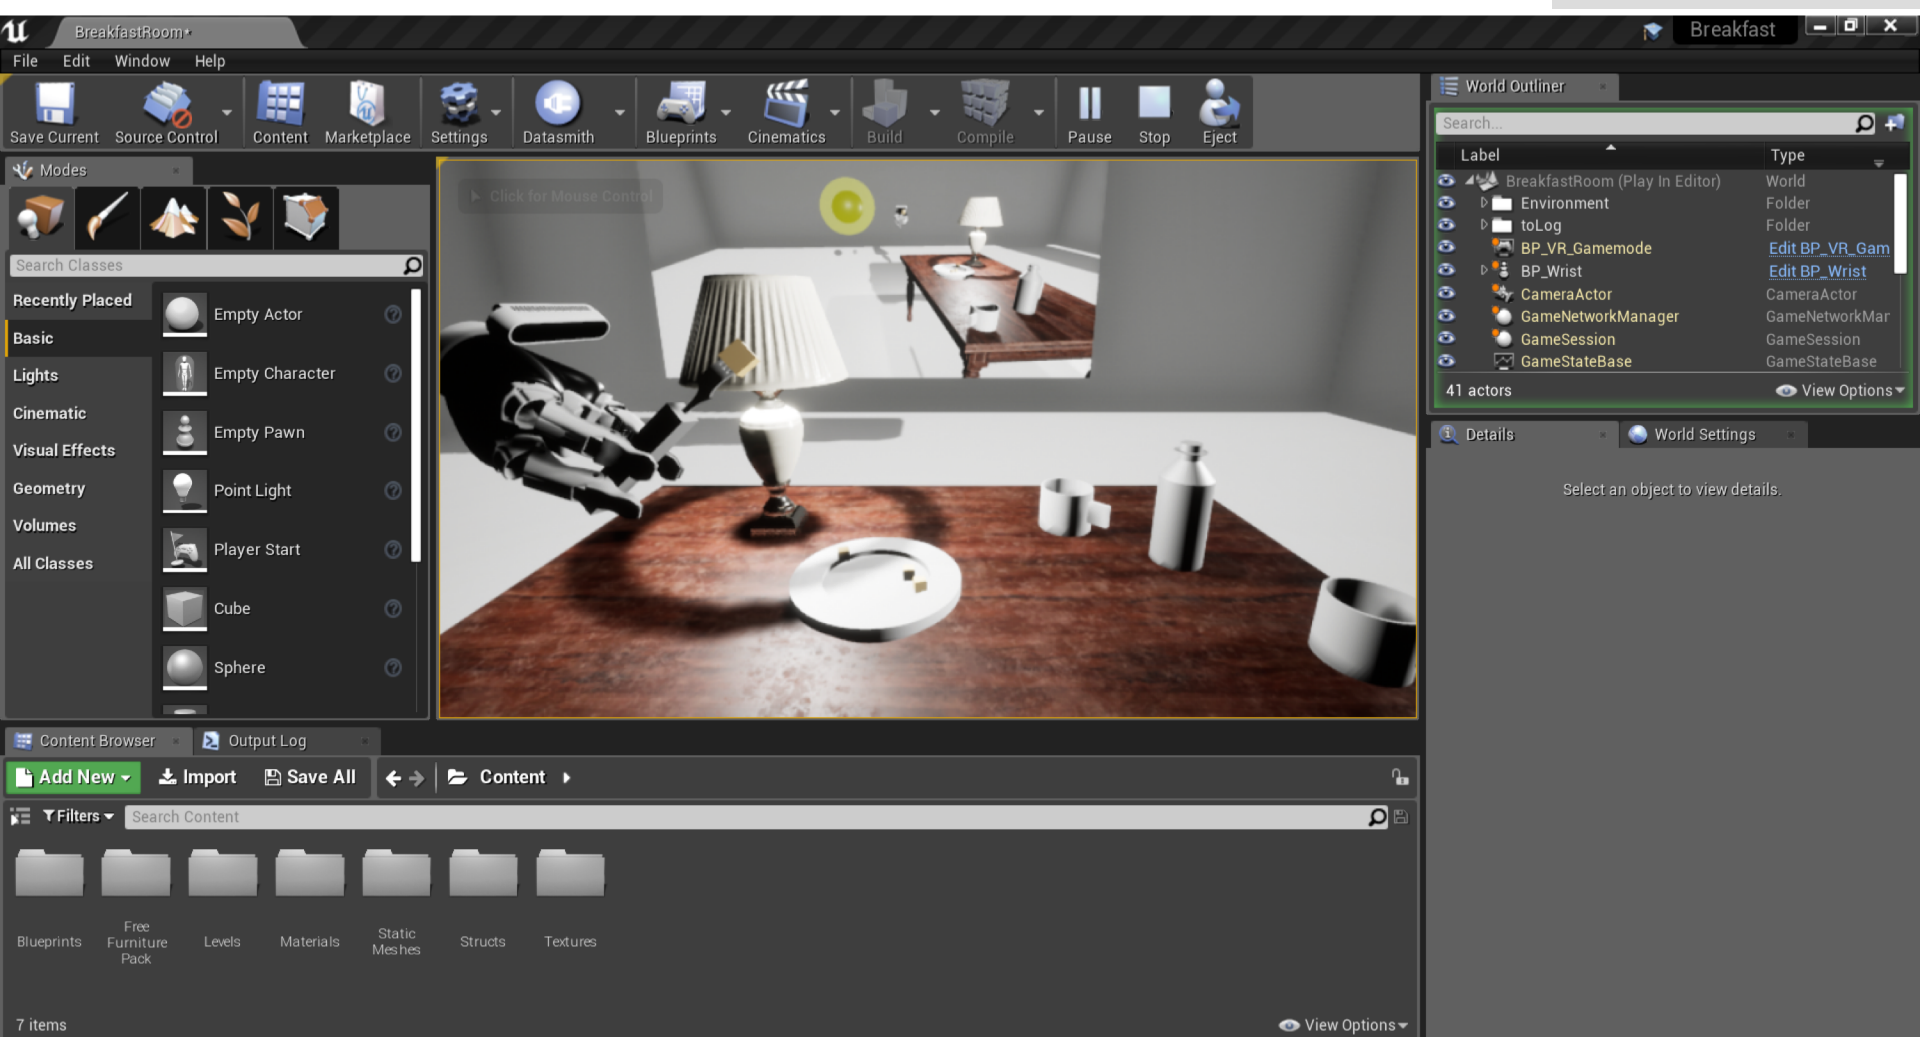 BreakfastRoom*
Breakfast
File Edit Window Help
Save Current
Source Control
Content
Marketplace
Settings
Datasmith
Blueprints
Cinematics
Build
Compile
Pause
Stop
Eject
Modes
Search Classes
Recently Placed
Basic
Lights
Cinematic
Visual Effects
Geometry
Volumes
All Classes
Empty Actor
Empty Character
Empty Pawn
Point Light
Player Start
Cube
Sphere
Click for Mouse Control
World Outliner
Search...
Label Type
BreakfastRoom (Play In Editor) World
Environment Folder
toLog Folder
BP_VR_Gamemode Edit BP_VR_Gam
BP_Wrist Edit BP_Wrist
CameraActor CameraActor
GameNetworkManager GameNetworkMar
GameSession GameSession
GameStateBase GameStateBase
41 actors View Options
Details
World Settings
Select an object to view details.
Content Browser
Output Log
Add New Import Save All Content
Filters Search Content
Blueprints
Free
Furniture
Pack
Levels
Materials
Static
Meshes
Structs
Textures
7 items View Options